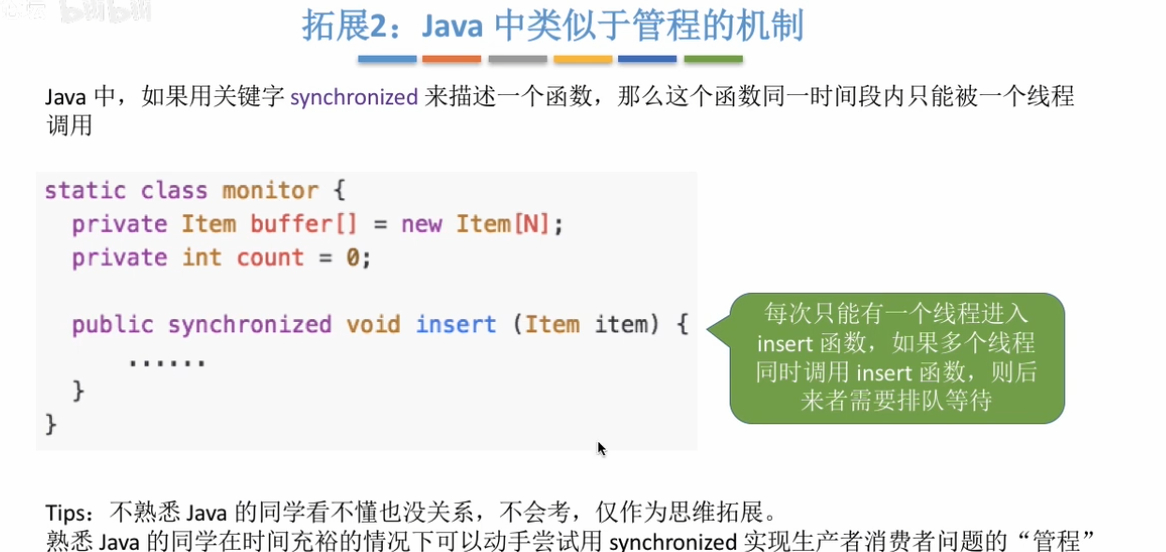 bilibili
拓展2：Java 中类似于管程的机制
Java 中，如果用关键字 synchronized 来描述一个函数，那么这个函数同一时间段内只能被一个线程
调用
static class monitor {
private Item buffer[] = new Item[N];
private int count = 0;
public synchronized void insert (Item item) {
······
}
}
每次只能有一个线程进入
insert 函数，如果多个线程
同时调用 insert 函数，则后
来者需要排队等待
Tips：不熟悉 Java 的同学看不懂也没关系，不会考，仅作为思维拓展。
熟悉 Java 的同学在时间充裕的情况下可以动手尝试用 synchronized 实现生产者消费者问题的“管程”